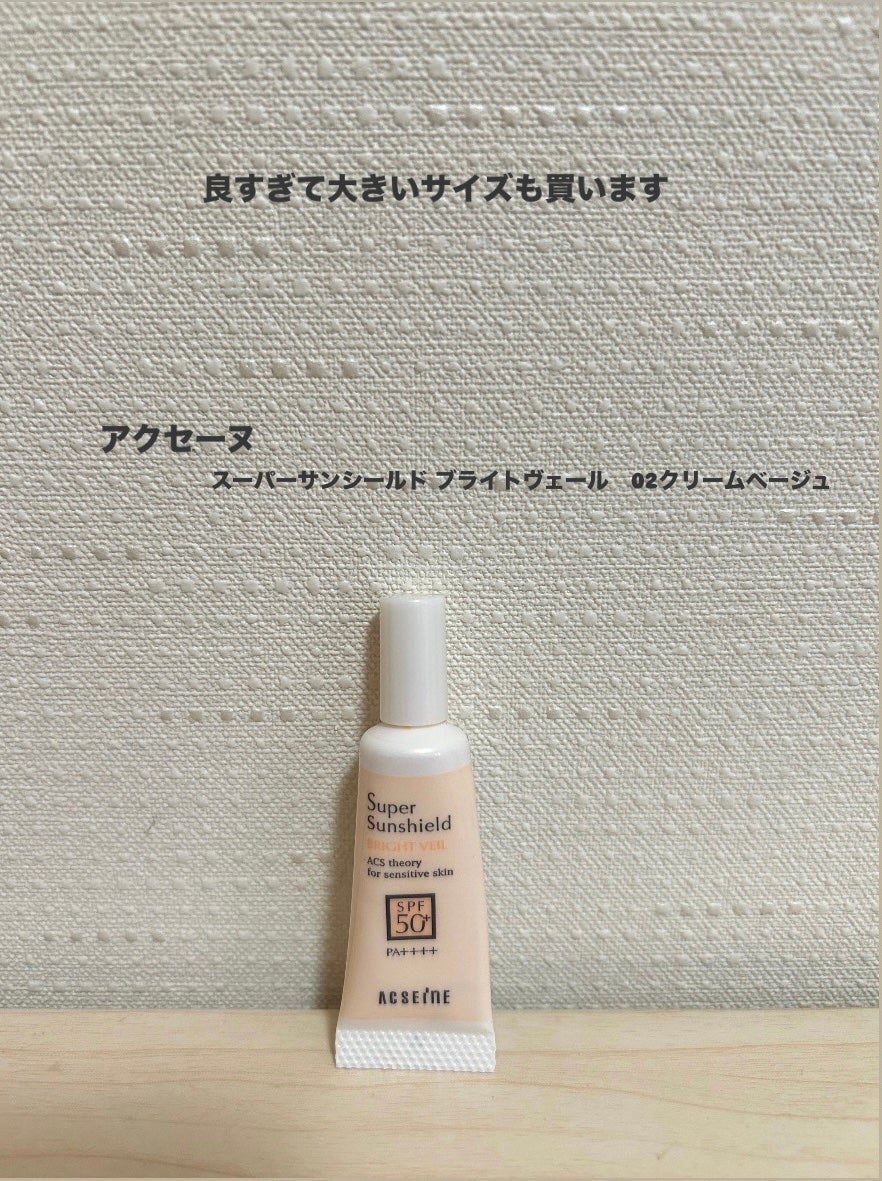 良すぎて大きいサイズも買います
アクセーヌ
スーパーサンシールド ブライトヴェール　02クリームベージュ
Super
Sunshield
BRIGHT VEIL
ACS theory
for sensitive skin
SPF
50+
PA++++
ACSEINE